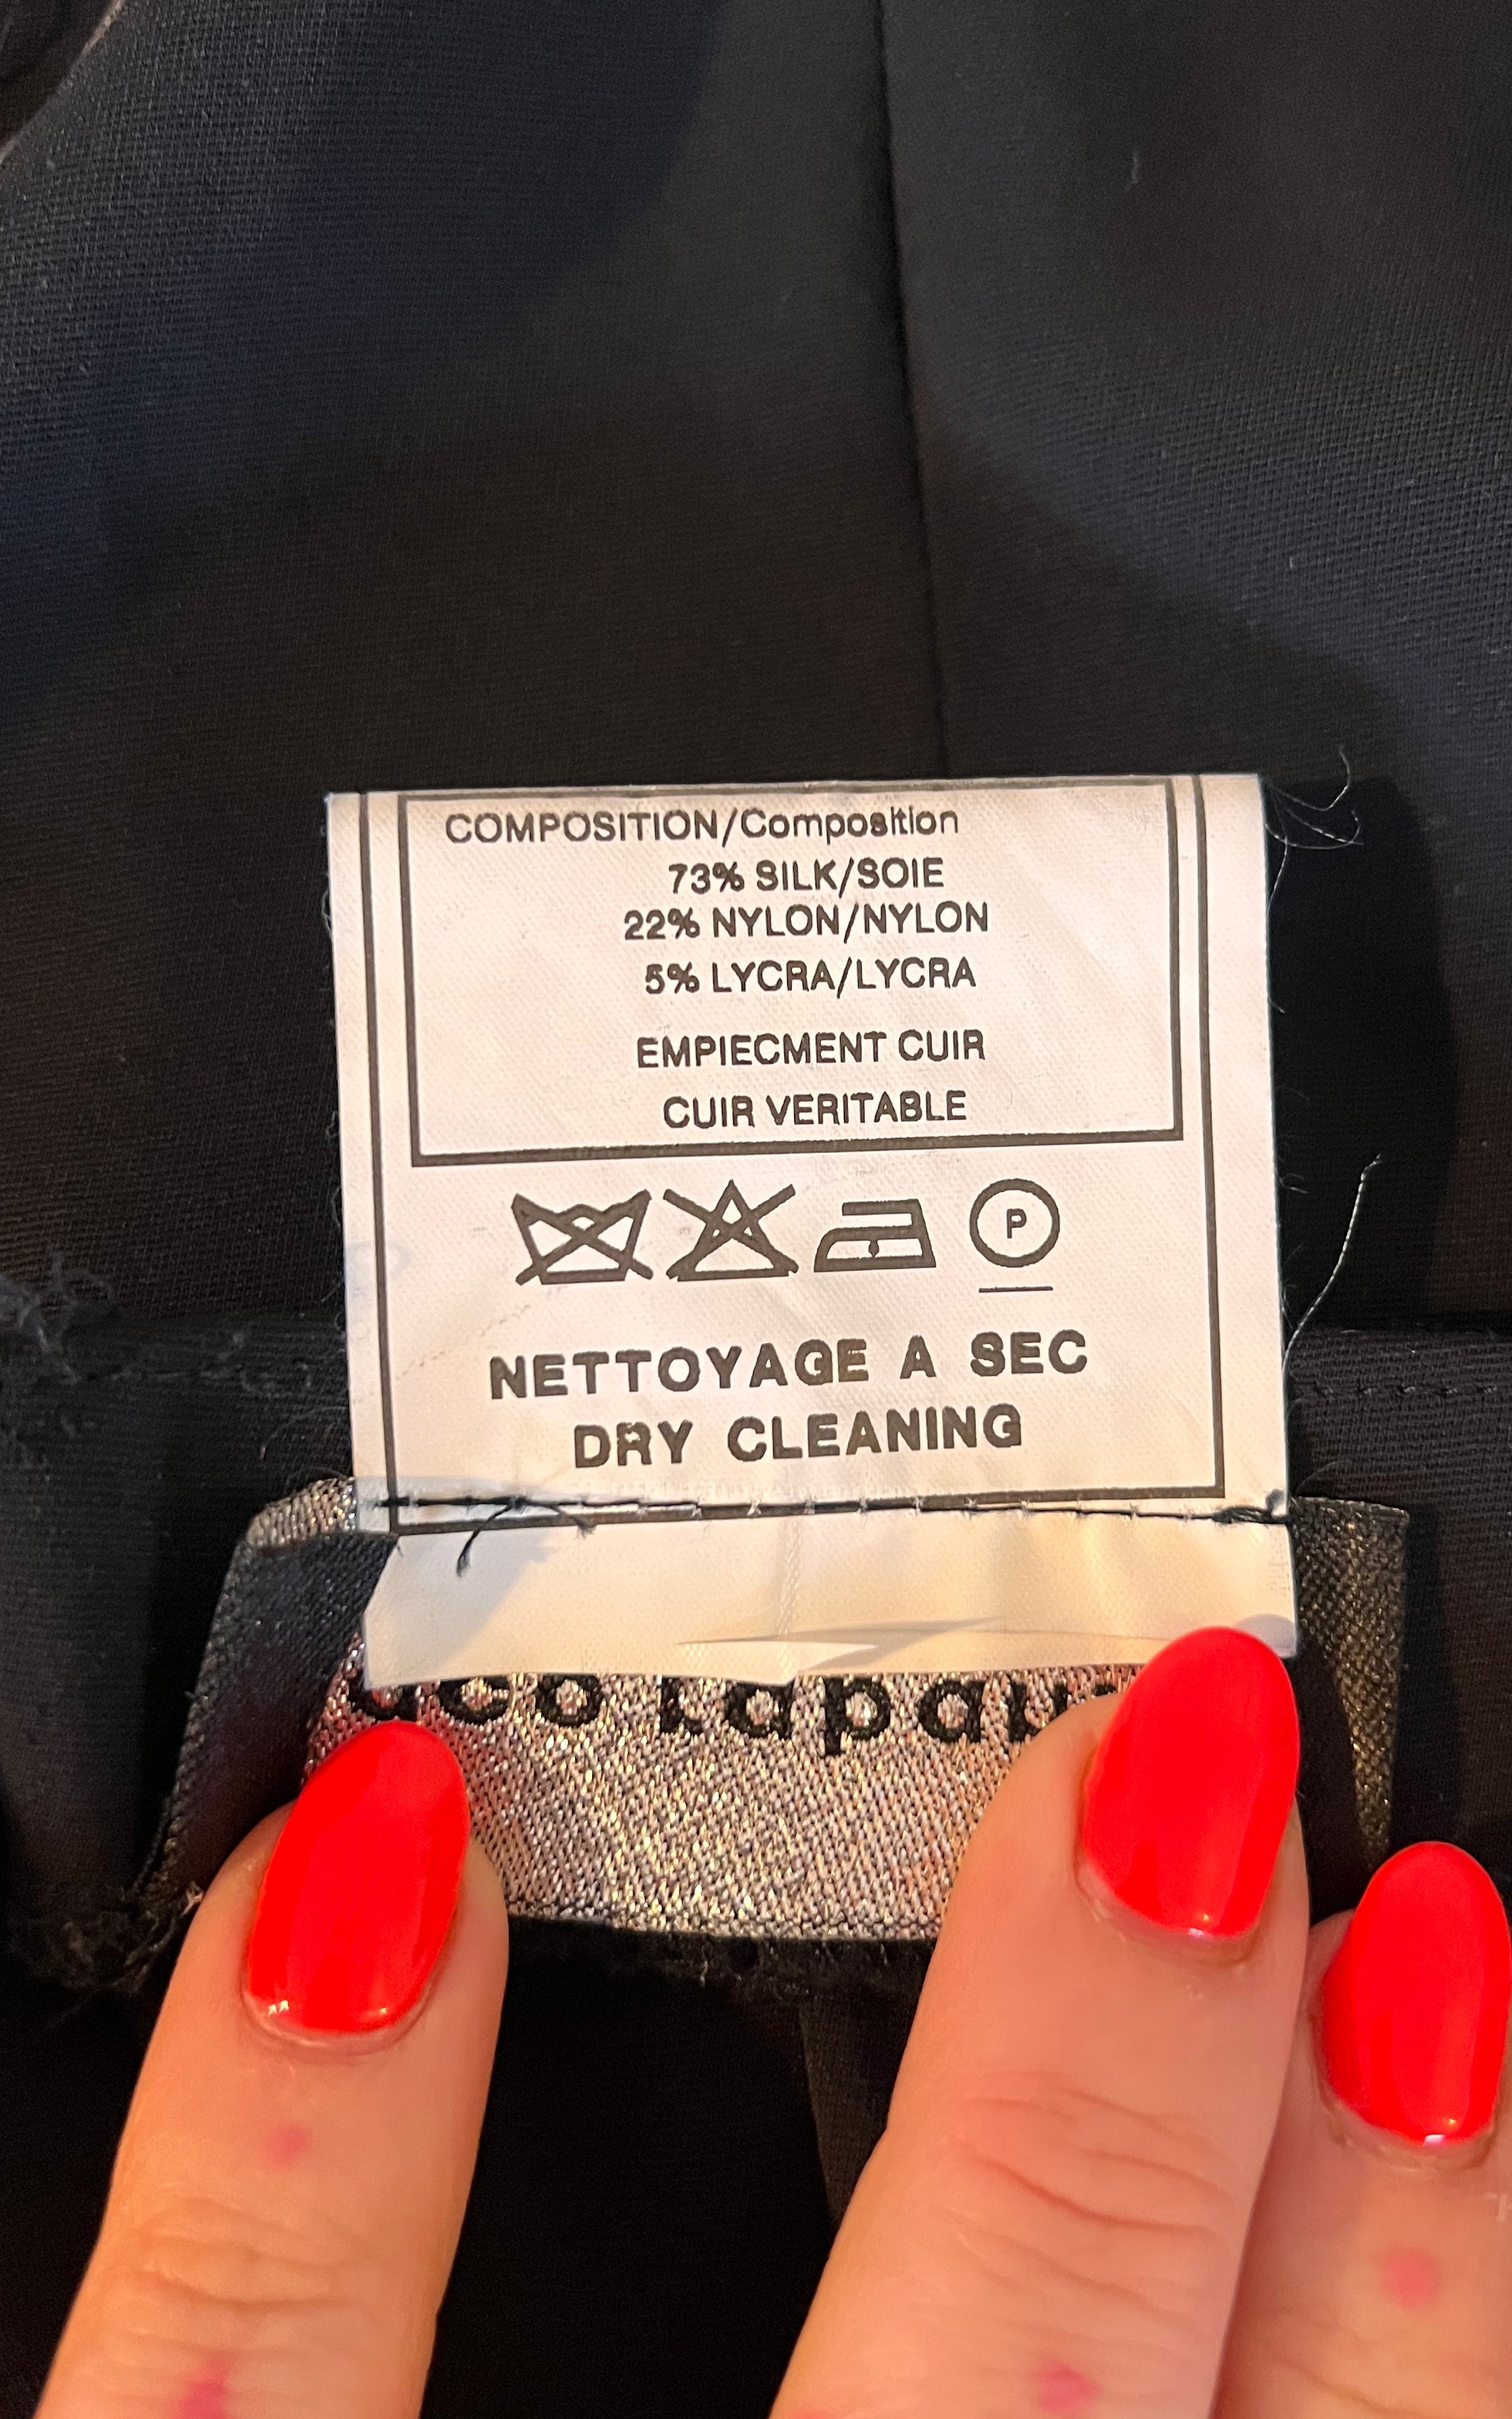 COMPOSITION/Composition
73% SILK/SOIE
22% NYLON/NYLON
5% LYCRA/LYCRA
EMPIECMENT CUIR
CUIR VERITABLE
P
NETTOYAGE A SEC
DRY CLEANING